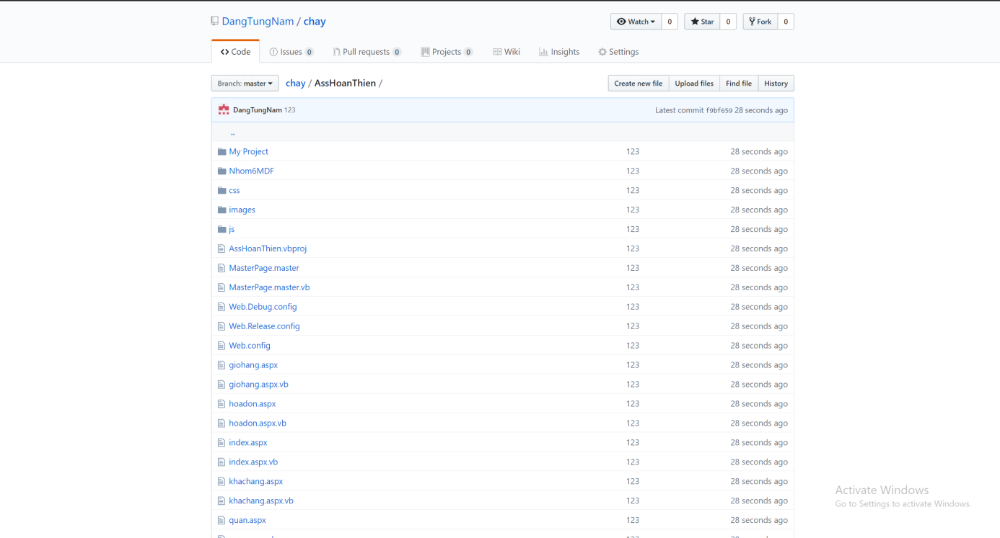 DangTungNam / chay
Watch 0 Star 0 Fork 0
Code Issues 0 Pull requests 0 Projects 0 Wiki Insights Settings
Branch: master chay / AssHoanThien / Create new file Upload files Find file History
DangTungNam 123 Latest commit f9bf659 28 seconds ago
..
My Project 123 28 seconds ago
Nhom6MDF 123 28 seconds ago
css 123 28 seconds ago
images 123 28 seconds ago
js 123 28 seconds ago
AssHoanThien.vbproj 123 28 seconds ago
MasterPage.master 123 28 seconds ago
MasterPage.master.vb 123 28 seconds ago
Web.Debug.config 123 28 seconds ago
Web.Release.config 123 28 seconds ago
Web.config 123 28 seconds ago
giohang.aspx 123 28 seconds ago
giohang.aspx.vb 123 28 seconds ago
hoadon.aspx 123 28 seconds ago
hoadon.aspx.vb 123 28 seconds ago
index.aspx 123 28 seconds ago
index.aspx.vb 123 28 seconds ago
khachang.aspx 123 28 seconds ago
khachang.aspx.vb 123 28 seconds ago
quan.aspx 123 28 seconds ago
Activate Windows
Go to Settings to activate Windows.